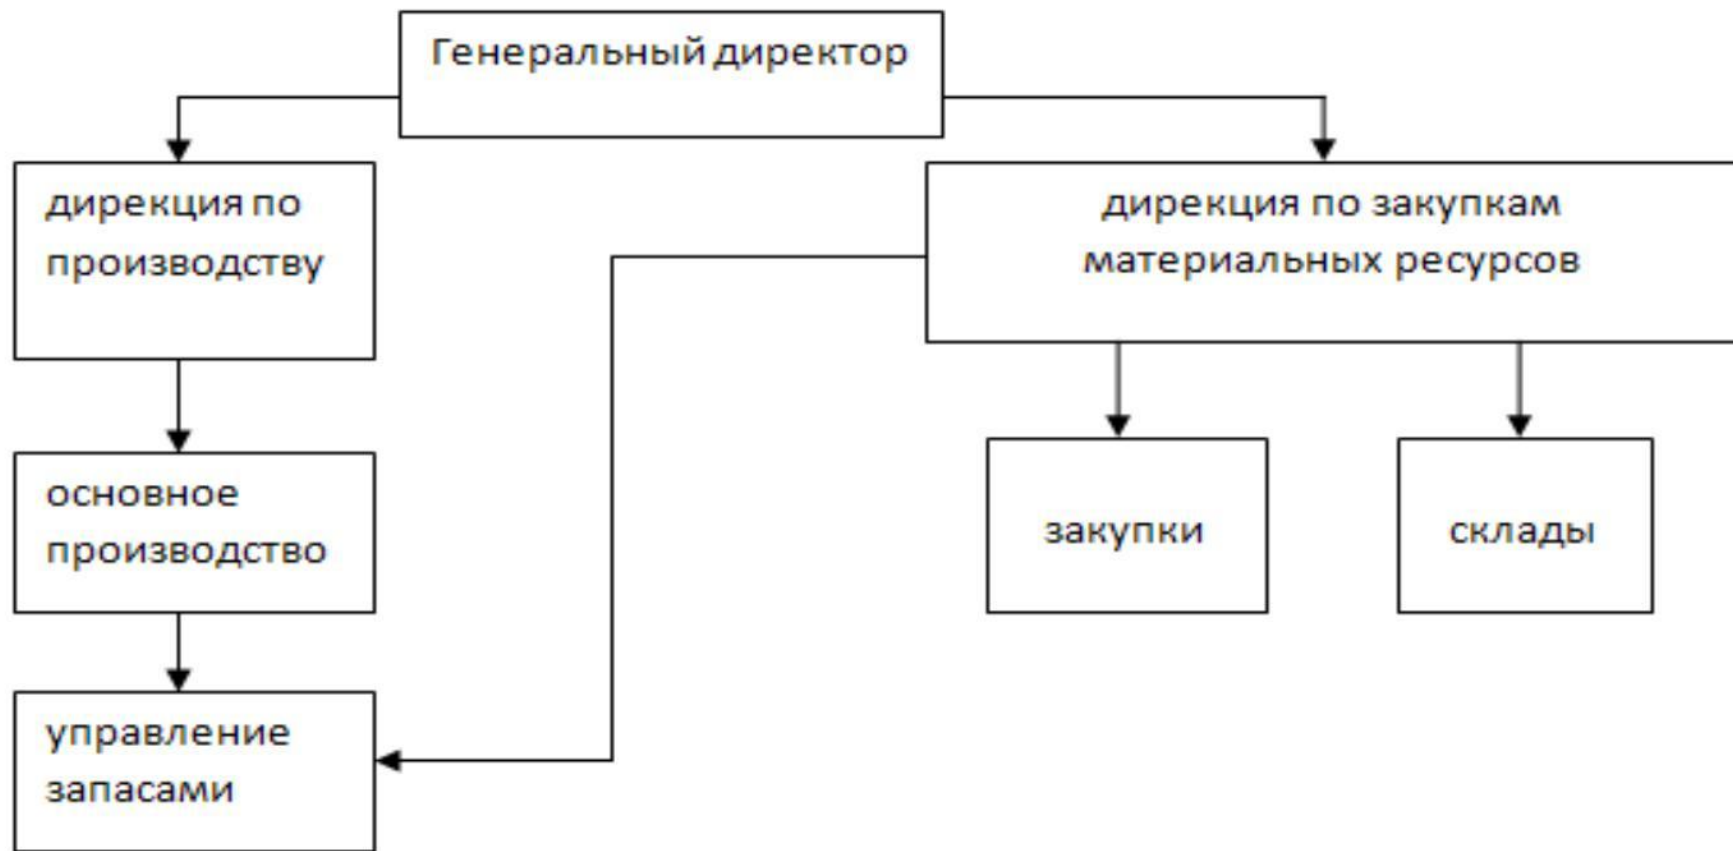 Генеральный директор
дирекция по
производству
дирекция по закупкам
материальных ресурсов
основное
производство
закупки
склады
управление
запасами